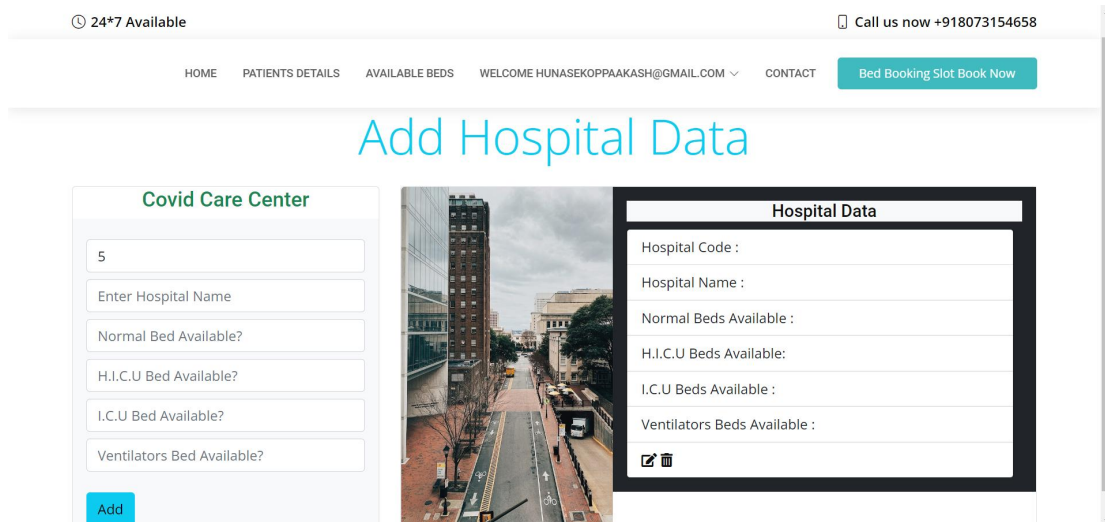 24*7 Available
Call us now +918073154658
HOME PATIENTS DETAILS AVAILABLE BEDS WELCOME HUNASEKOPPAAKASH@GMAIL.COM CONTACT Bed Booking Slot Book Now
Add Hospital Data
Covid Care Center
5
Enter Hospital Name
Normal Bed Available?
H.I.C.U Bed Available?
I.C.U Bed Available?
Ventilators Bed Available?
Add
Hospital Data
Hospital Code :
Hospital Name :
Normal Beds Available :
H.I.C.U Beds Available:
I.C.U Beds Available :
Ventilators Beds Available :